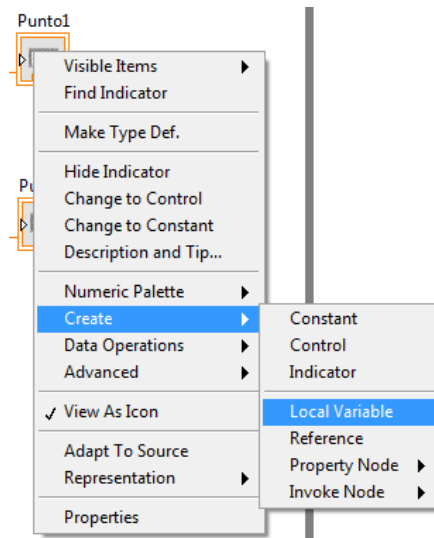 Punto1
Visible Items
Find Indicator
Make Type Def.
Hide Indicator
Change to Control
Change to Constant
Description and Tip...
Numeric Palette
Create
Data Operations
Advanced
View As Icon
Adapt To Source
Representation
Properties
Pu
Constant
Control
Indicator
Local Variable
Reference
Property Node
Invoke Node